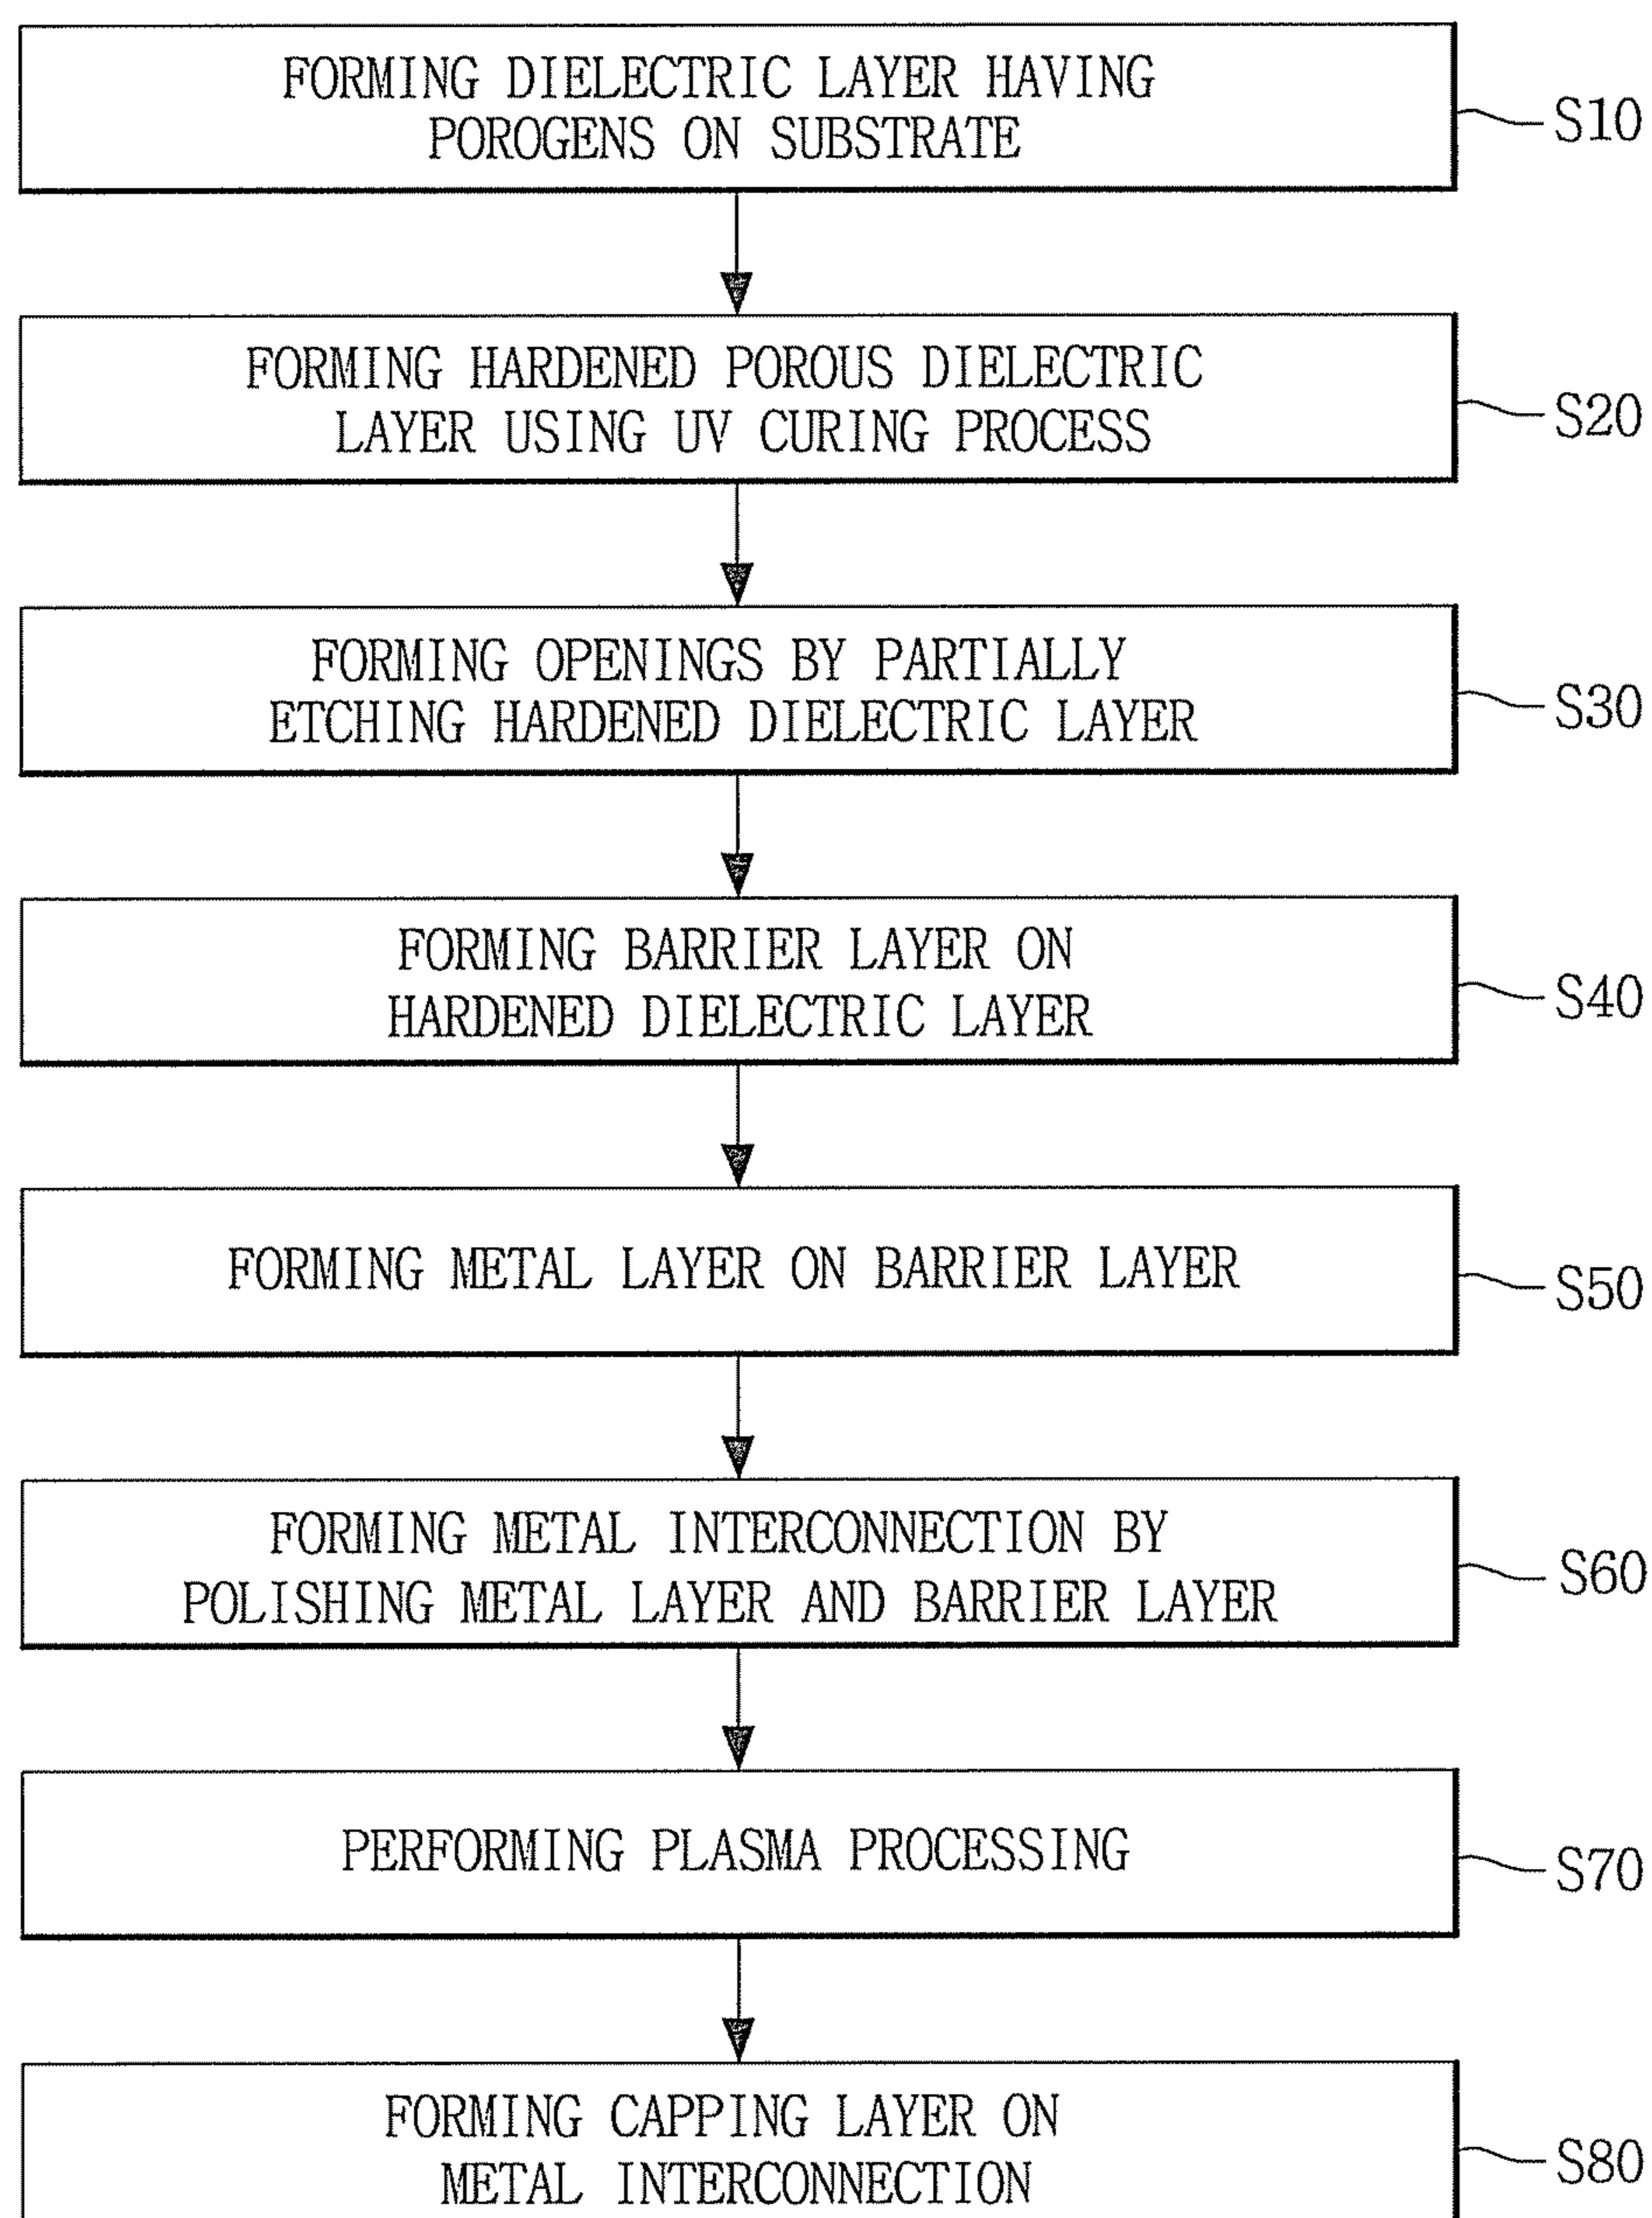 FORMING DIELECTRIC LAYER HAVING
POROGENS ON SUBSTRATE
S10
FORMING HARDENED POROUS DIELECTRIC
LAYER USING UV CURING PROCESS
S20
FORMING OPENINGS BY PARTIALLY
ETCHING HARDENED DIELECTRIC LAYER
S30
FORMING BARRIER LAYER ON
HARDENED DIELECTRIC LAYER
S40
FORMING METAL LAYER ON BARRIER LAYER
S50
FORMING METAL INTERCONNECTION BY
POLISHING METAL LAYER AND BARRIER LAYER
S60
PERFORMING PLASMA PROCESSING
S70
FORMING CAPPING LAYER ON
METAL INTERCONNECTION
S80